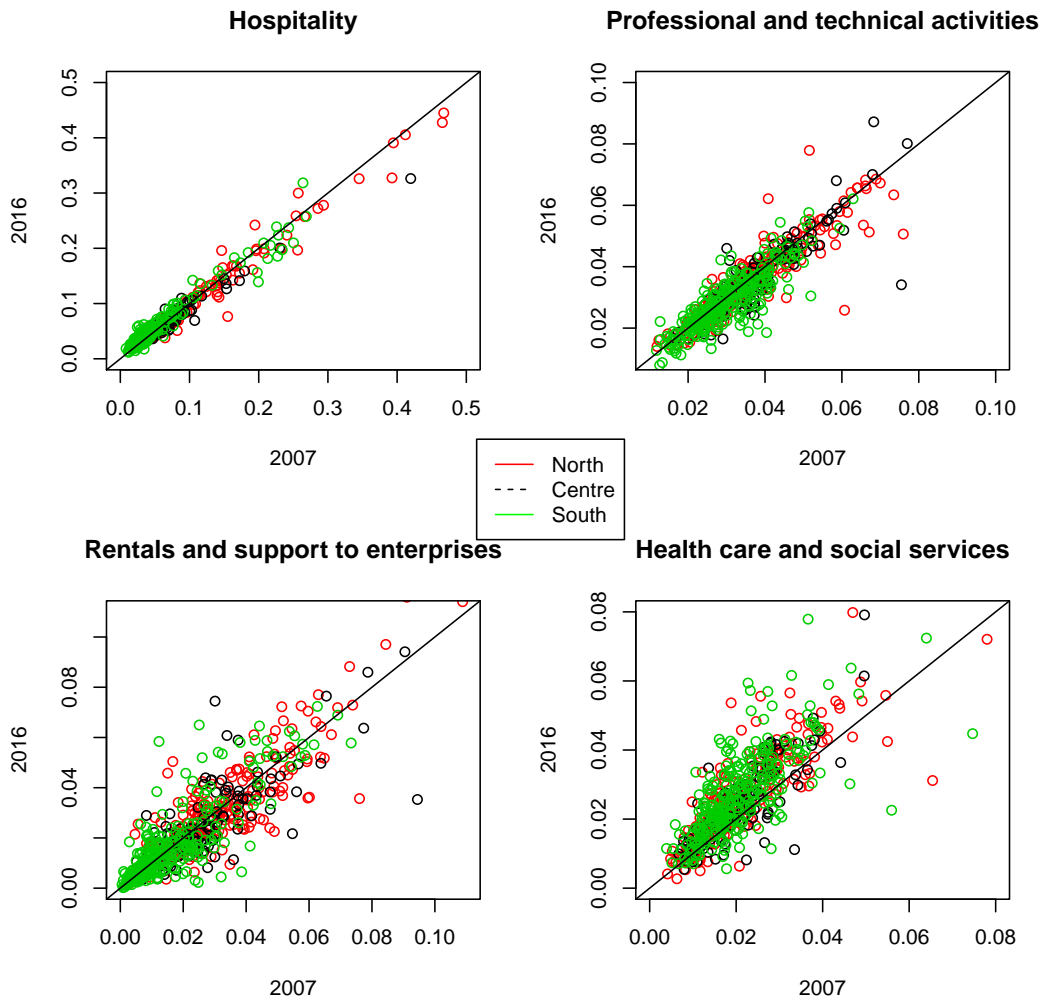 Hospitality
Professional and technical activities
2016
0.0 0.1 0.2 0.3 0.4 0.5
0.0 0.1 0.2 0.3 0.4 0.5
2007
2016
0.02 0.04 0.06 0.08 0.10
0.02 0.04 0.06 0.08 0.10
2007
North
Centre
South
Rentals and support to enterprises
Health care and social services
2016
0.00 0.04 0.08
0.00 0.02 0.04 0.06 0.08 0.10
2007
2016
0.00 0.02 0.04 0.06 0.08
0.00 0.02 0.04 0.06 0.08
2007